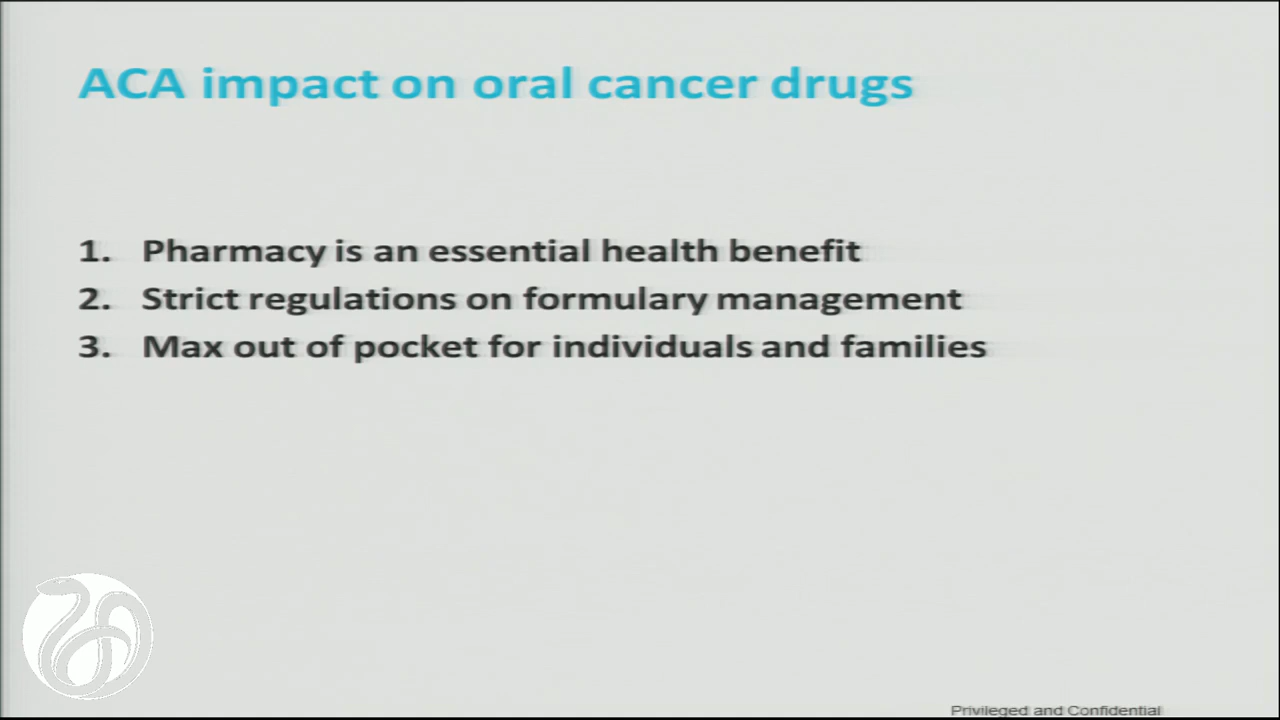 ACA impact on oral cancer drugs
1. Pharmacy is an essential health benefit
2. Strict regulations on formulary management
3. Max out of pocket for individuals and families
Privileged and Confidential